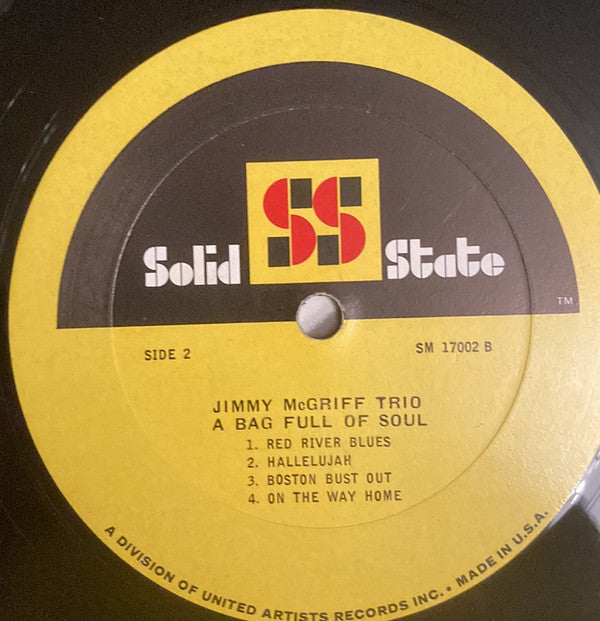 SS
Solid State
TM
SIDE 2 SM 17002 B
JIMMY McGRIFF TRIO
A BAG FULL OF SOUL
1. RED RIVER BLUES
2. HALLELUJAH
3. BOSTON BUST OUT
4. ON THE WAY HOME
A DIVISION OF UNITED ARTISTS RECORDS INC. • MADE IN U.S.A.